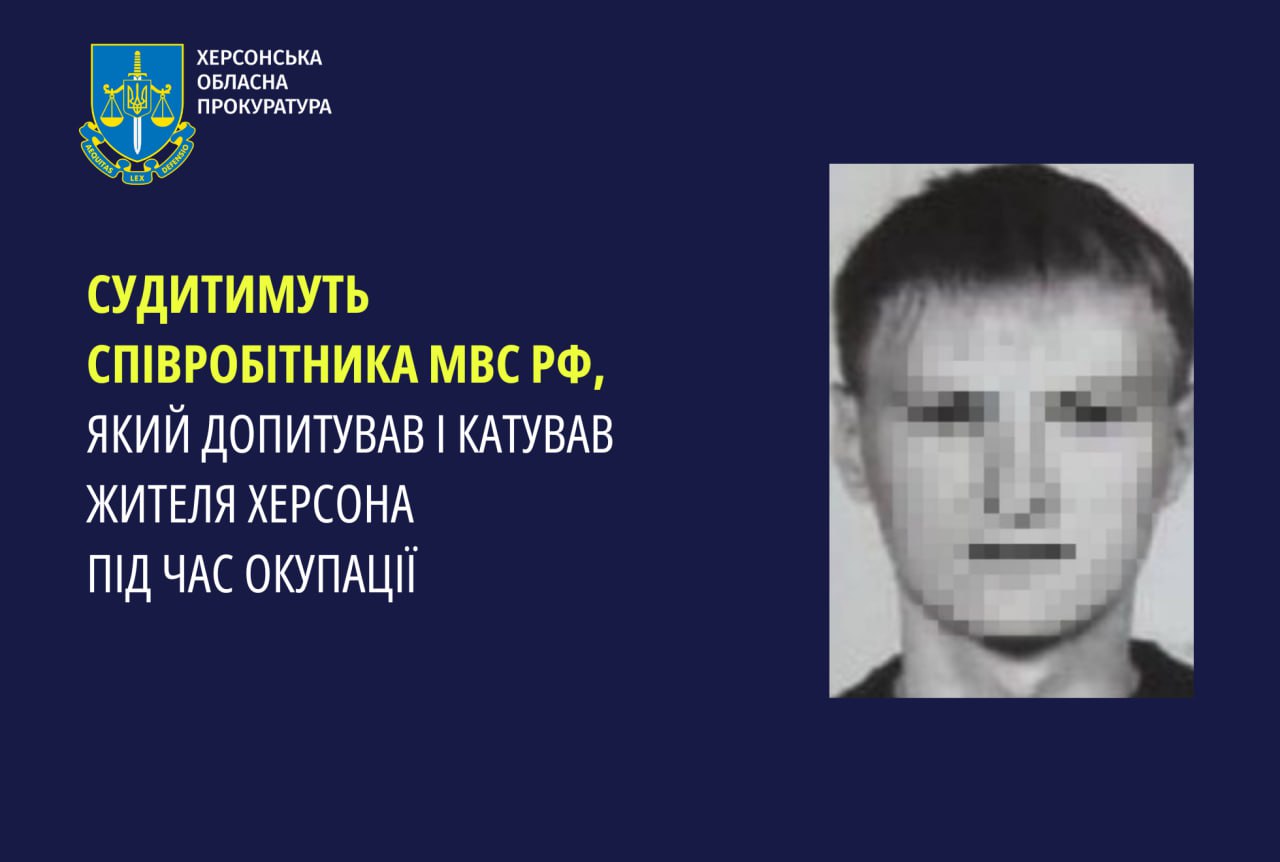 ХЕРСОНСЬКА
ОБЛАСНА
ПРОКУРАТУРА
AEQUITAS
LEX
DEFENSIO
СУДИТИМУТЬ
СПІВРОБІТНИКА МВС РФ,
ЯКИЙ ДОПИТУВАВ І КАТУВАВ
ЖИТЕЛЯ ХЕРСОНА
ПІД ЧАС ОКУПАЦІЇ